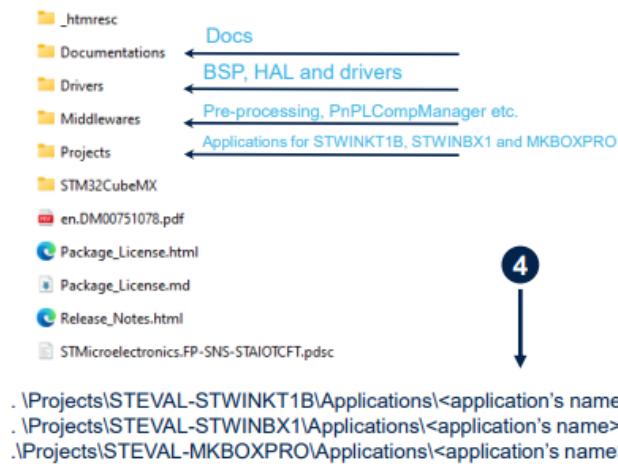 _htmresc
Documentations Docs
Drivers BSP, HAL and drivers
Middlewares Pre-processing, PnPLCompManager etc.
Projects Applications for STWINKT1B, STWINBX1 and MKBOXPRO
STM32CubeMX
en.DM00751078.pdf
Package_License.html
4
Package_License.md
Release_Notes.html
STMicroelectronics.FP-SNS-STAIOTCFT.pdsc
. \Projects\STEVAL-STWINKT1B\Applications\<application's name
. \Projects\STEVAL-STWINBX1\Applications\<application's name>
.\Projects\STEVAL-MKBOXPRO\Applications\<application's name